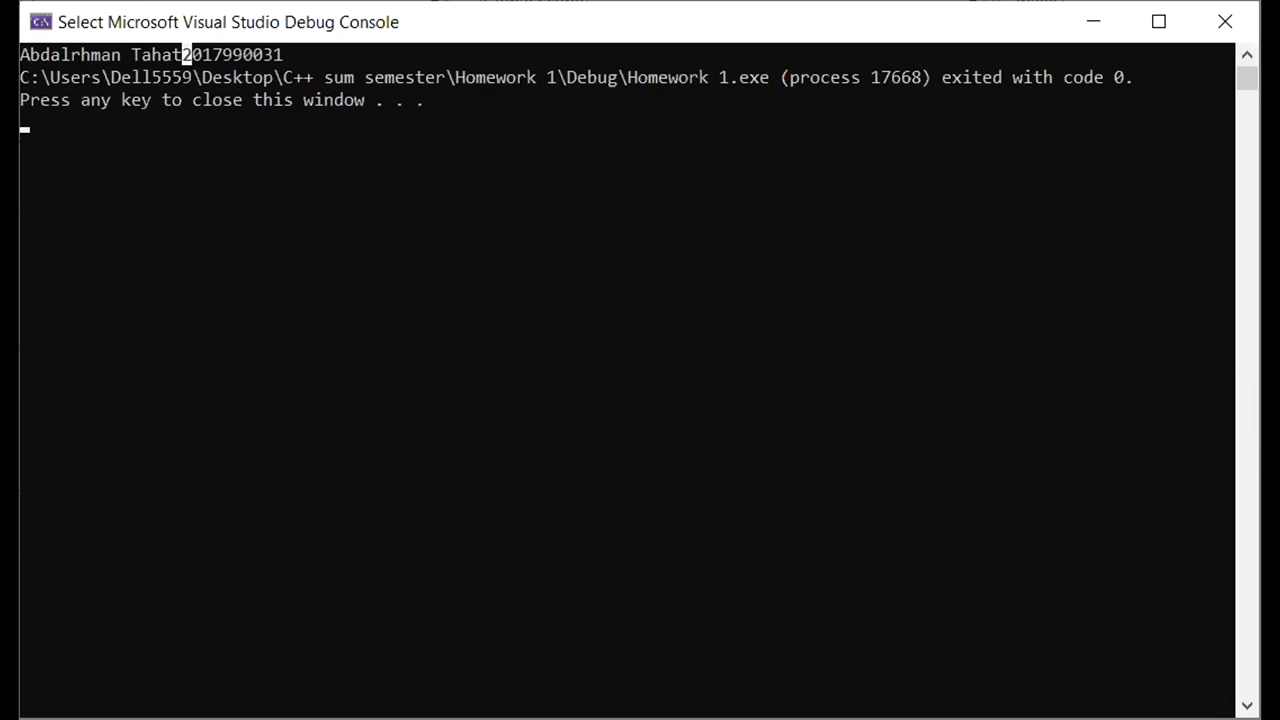 Select Microsoft Visual Studio Debug Console
Abdalrhman Tahat2017990031
C:\Users\Dell5559\Desktop\C++ sum semester\Homework 1\Debug\Homework 1.exe (process 17668) exited with code 0.
Press any key to close this window . . .